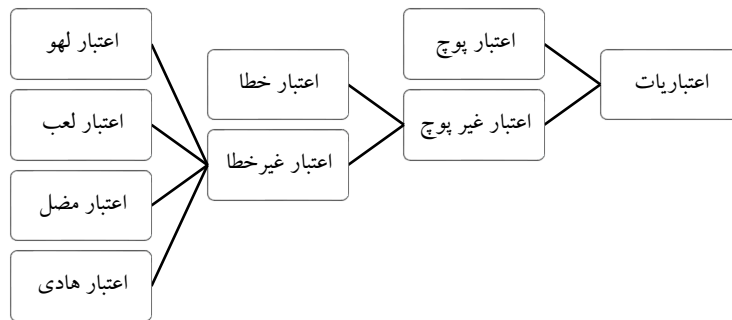 اعتباریات
اعتبار پوچ
اعتبار غیر پوچ
اعتبار خطا
اعتبار غیرخطا
اعتبار لهو
اعتبار لعب
اعتبار مضل
اعتبار هادی